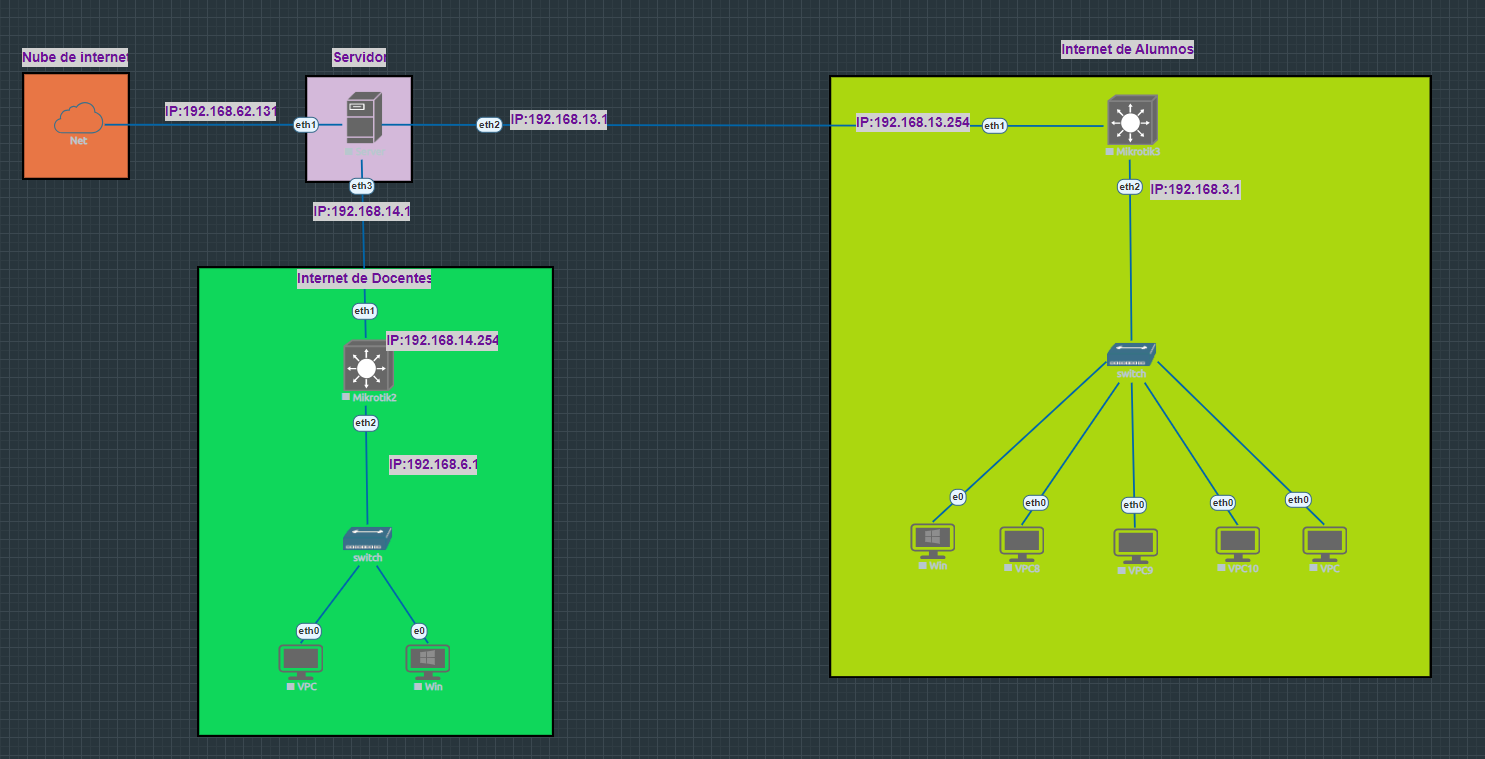 Nube de internet
Servidor
Internet de Alumnos
IP:192.168.62.131
eth1
eth2
IP:192.168.13.1
IP:192.168.13.254
eth1
Net
Mikrotik3
eth3
eth2
IP:192.168.3.1
IP:192.168.14.1
Internet de Docentes
eth1
IP:192.168.14.254
Mikrotik2
eth2
IP:192.168.6.1
switch
eth0
e0
VPC
Win
switch
e0
eth0
eth0
eth0
eth0
Win
VPC8
VPC9
VPC10
VPC